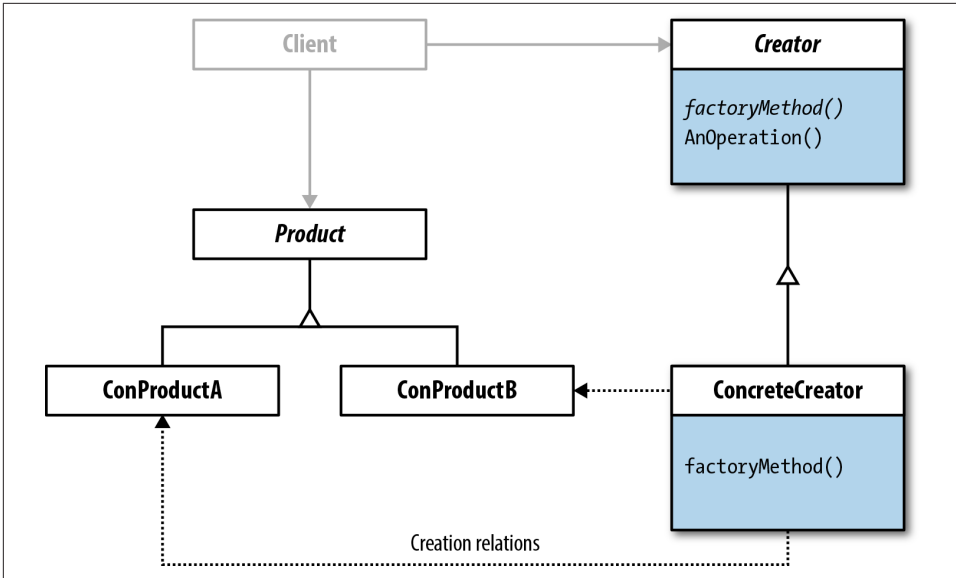 Client
Creator
factoryMethod()
AnOperation()
Product
ConProductA
ConProductB
ConcreteCreator
factoryMethod()
Creation relations